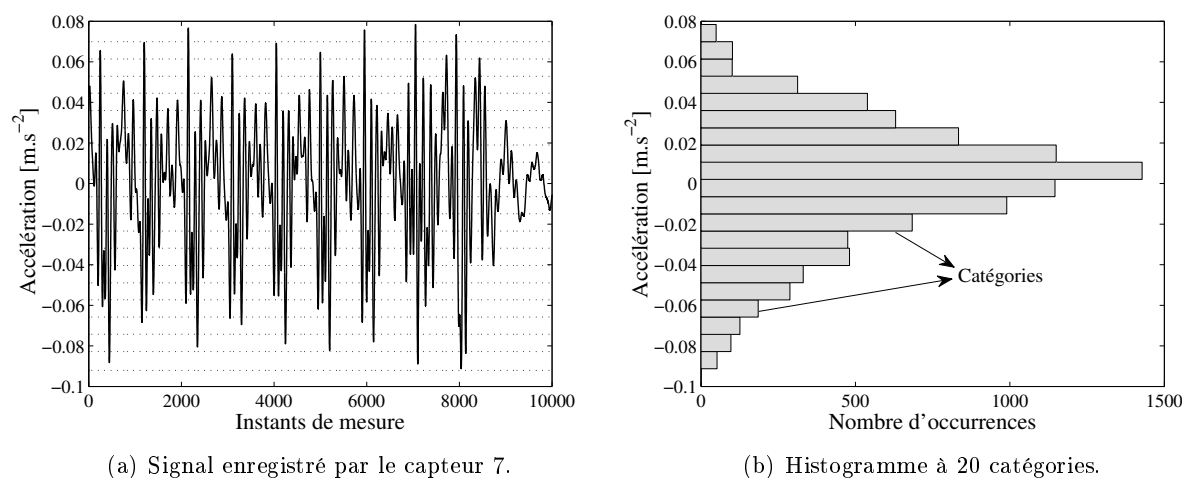 0.08
0.06
0.04
0.02
0
−0.02
−0.04
−0.06
−0.08
−0.1
Accélération [m.s⁻²]
0 2000 4000 6000 8000 10000
Instants de mesure
(a) Signal enregistré par le capteur 7.
0.08
0.06
0.04
0.02
0
−0.02
−0.04
−0.06
−0.08
−0.1
Accélération [m.s⁻²]
Catégories
0 500 1000 1500
Nombre d'occurrences
(b) Histogramme à 20 catégories.